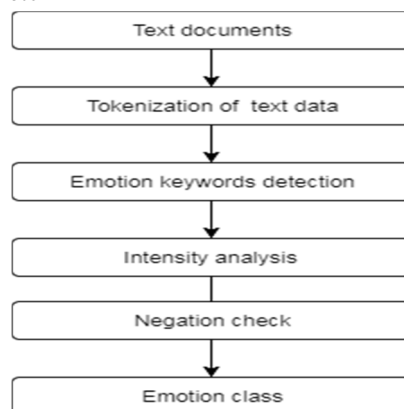 Text documents
Tokenization of text data
Emotion keywords detection
Intensity analysis
Negation check
Emotion class